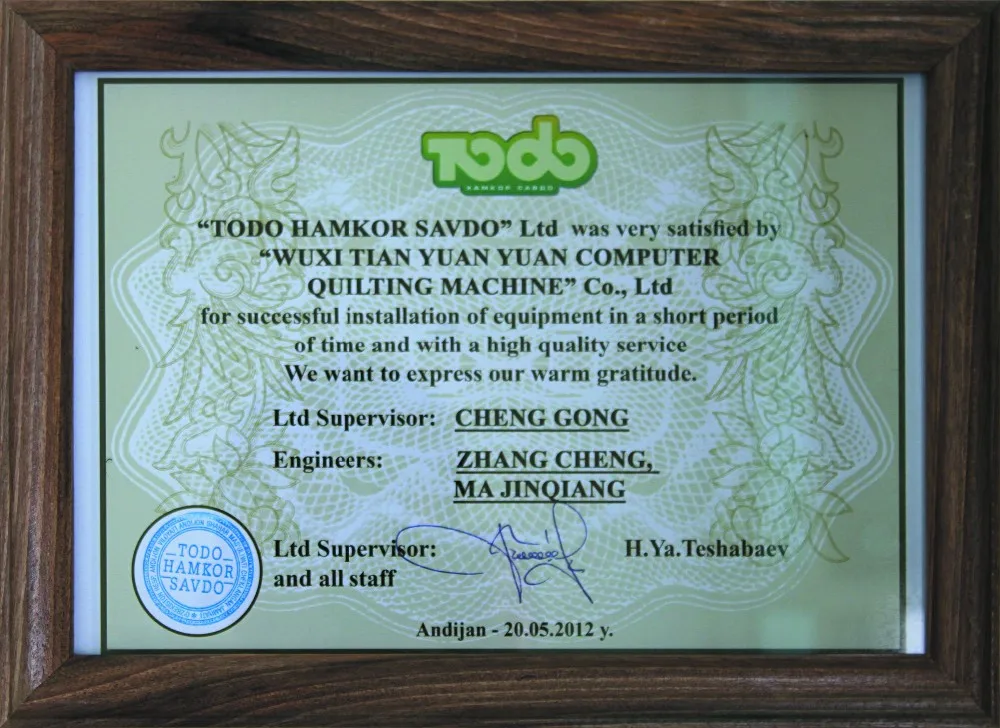 TODO
ХАМКОР САВДО
“TODO HAMKOR SAVDO” Ltd was very satisfied by
“WUXI TIAN YUAN YUAN COMPUTER
QUILTING MACHINE” Co., Ltd
for successful installation of equipment in a short period
of time and with a high quality service
We want to express our warm gratitude.
Ltd Supervisor: CHENG GONG
Engineers: ZHANG CHENG,
MA JINQIANG
Ltd Supervisor: H.Ya.Teshabaev
and all staff
TODO
HAMKOR
SAVDO
Andijan - 20.05.2012 y.